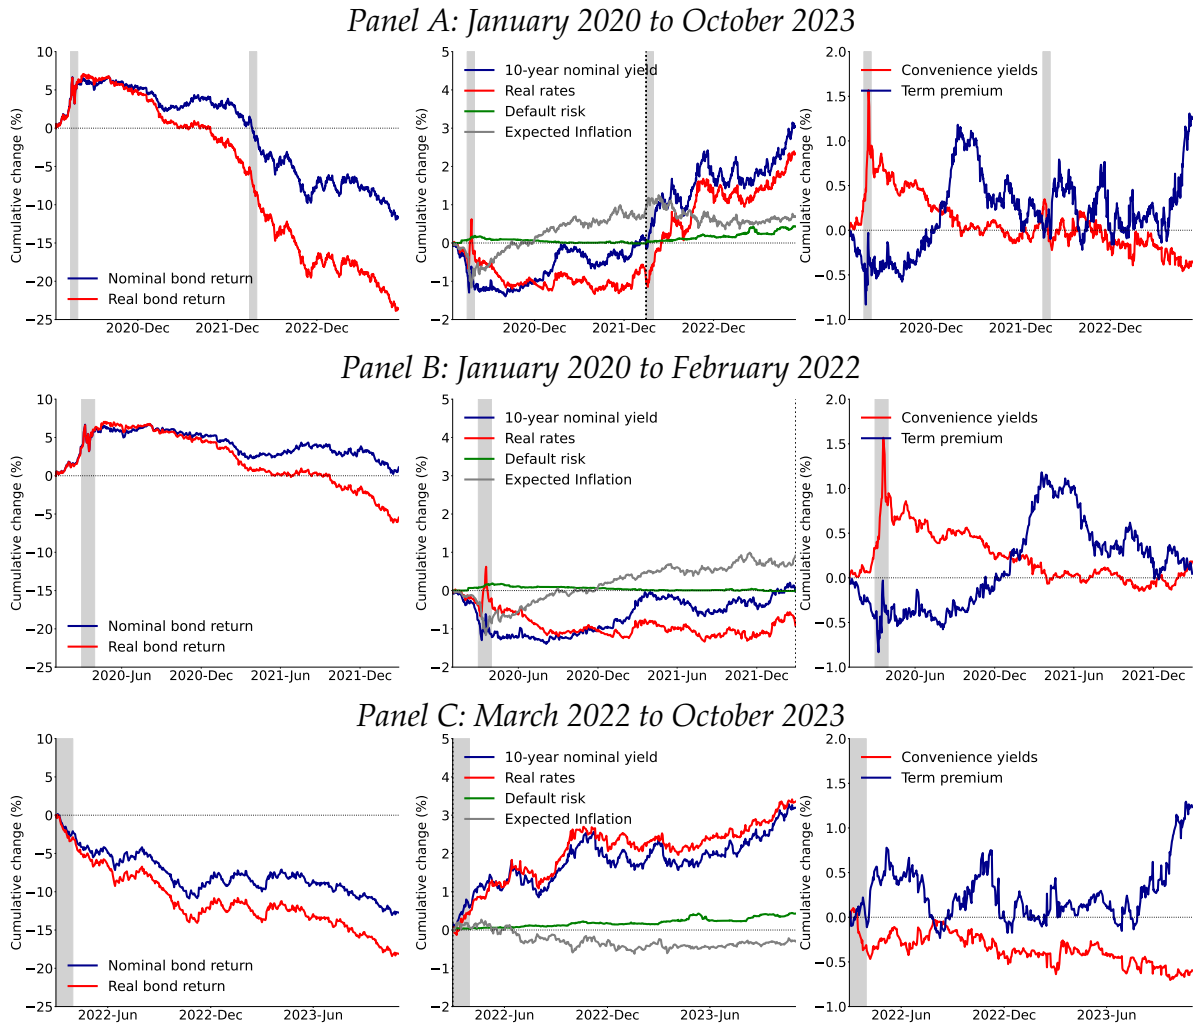 Panel A: January 2020 to October 2023
Cumulative change (%)
10
5
0
−5
−10
−15
−20
−25
Nominal bond return
Real bond return
2020-Dec 2021-Dec 2022-Dec
Cumulative change (%)
5
4
3
2
1
0
−1
−2
10-year nominal yield
Real rates
Default risk
Expected Inflation
2020-Dec 2021-Dec 2022-Dec
Cumulative change (%)
2.0
1.5
1.0
0.5
0.0
−0.5
−1.0
Convenience yields
Term premium
2020-Dec 2021-Dec 2022-Dec
Panel B: January 2020 to February 2022
Cumulative change (%)
10
5
0
−5
−10
−15
−20
−25
Nominal bond return
Real bond return
2020-Jun 2020-Dec 2021-Jun 2021-Dec
Cumulative change (%)
5
4
3
2
1
0
−1
−2
10-year nominal yield
Real rates
Default risk
Expected Inflation
2020-Jun 2020-Dec 2021-Jun 2021-Dec
Cumulative change (%)
2.0
1.5
1.0
0.5
0.0
−0.5
−1.0
Convenience yields
Term premium
2020-Jun 2020-Dec 2021-Jun 2021-Dec
Panel C: March 2022 to October 2023
Cumulative change (%)
10
5
0
−5
−10
−15
−20
−25
Nominal bond return
Real bond return
2022-Jun 2022-Dec 2023-Jun
Cumulative change (%)
5
4
3
2
1
0
−1
−2
10-year nominal yield
Real rates
Default risk
Expected Inflation
2022-Jun 2022-Dec 2023-Jun
Cumulative change (%)
2.0
1.5
1.0
0.5
0.0
−0.5
−1.0
Convenience yields
Term premium
2022-Jun 2022-Dec 2023-Jun